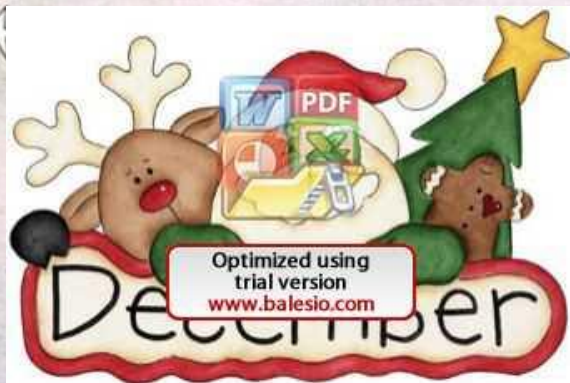 W PDF
X
Optimized using
trial version
www.balesio.com
December